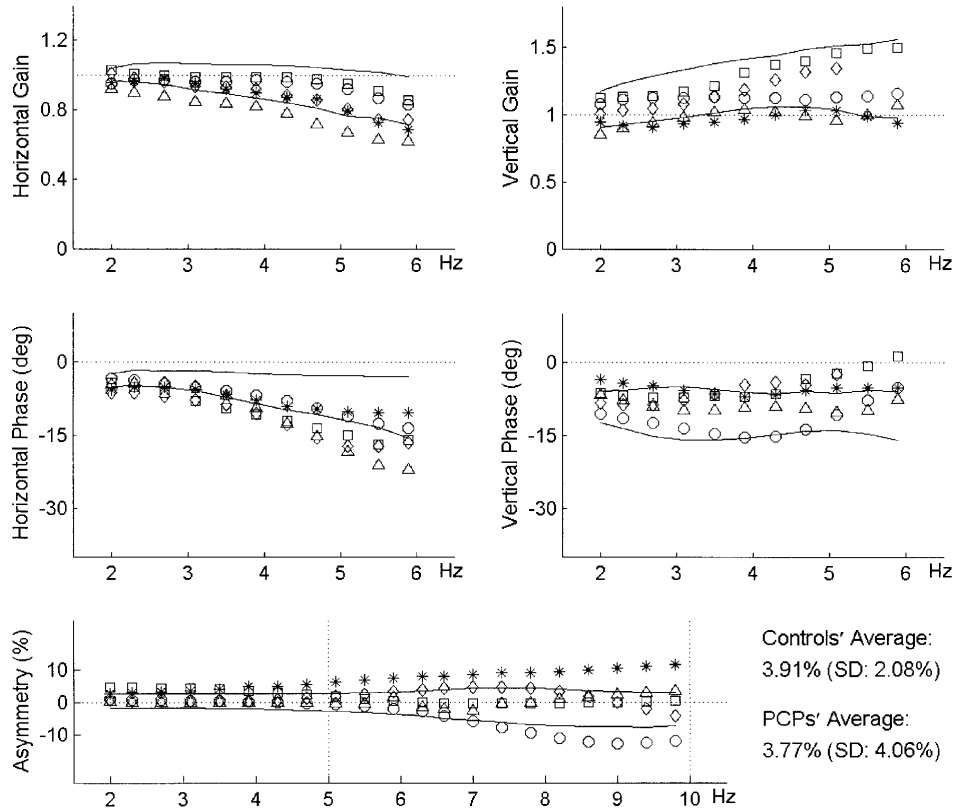 Horizontal Gain
1.2
0.8
0.4
0
2 3 4 5 6 Hz
Vertical Gain
1.5
1
0.5
0
2 3 4 5 6 Hz
Horizontal Phase (deg)
0
-15
-30
2 3 4 5 6 Hz
Vertical Phase (deg)
0
-15
-30
2 3 4 5 6 Hz
Asymmetry (%)
10
0
-10
2 3 4 5 6 7 8 9 10 Hz
Controls' Average:
3.91% (SD: 2.08%)
PCPs' Average:
3.77% (SD: 4.06%)